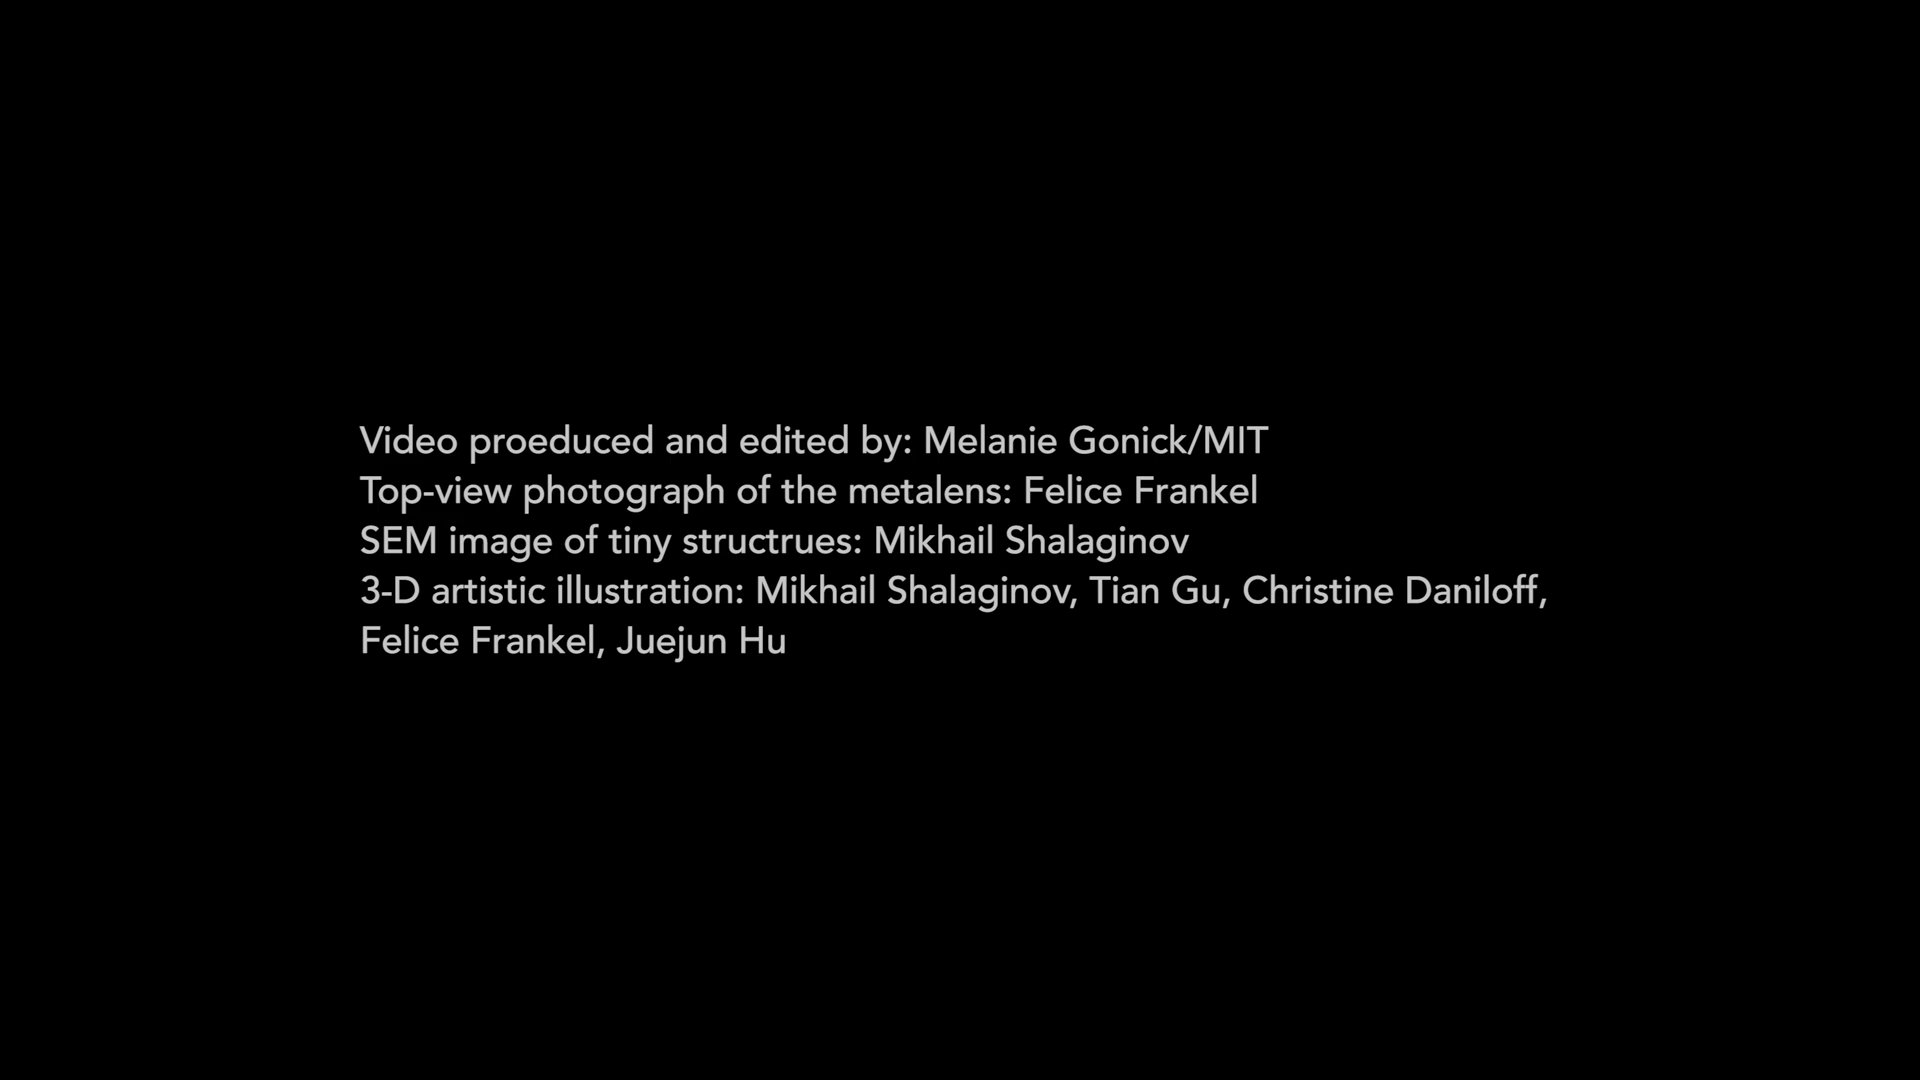 Video proeduced and edited by: Melanie Gonick/MIT
Top-view photograph of the metalens: Felice Frankel
SEM image of tiny structrues: Mikhail Shalaginov
3-D artistic illustration: Mikhail Shalaginov, Tian Gu, Christine Daniloff,
Felice Frankel, Juejun Hu